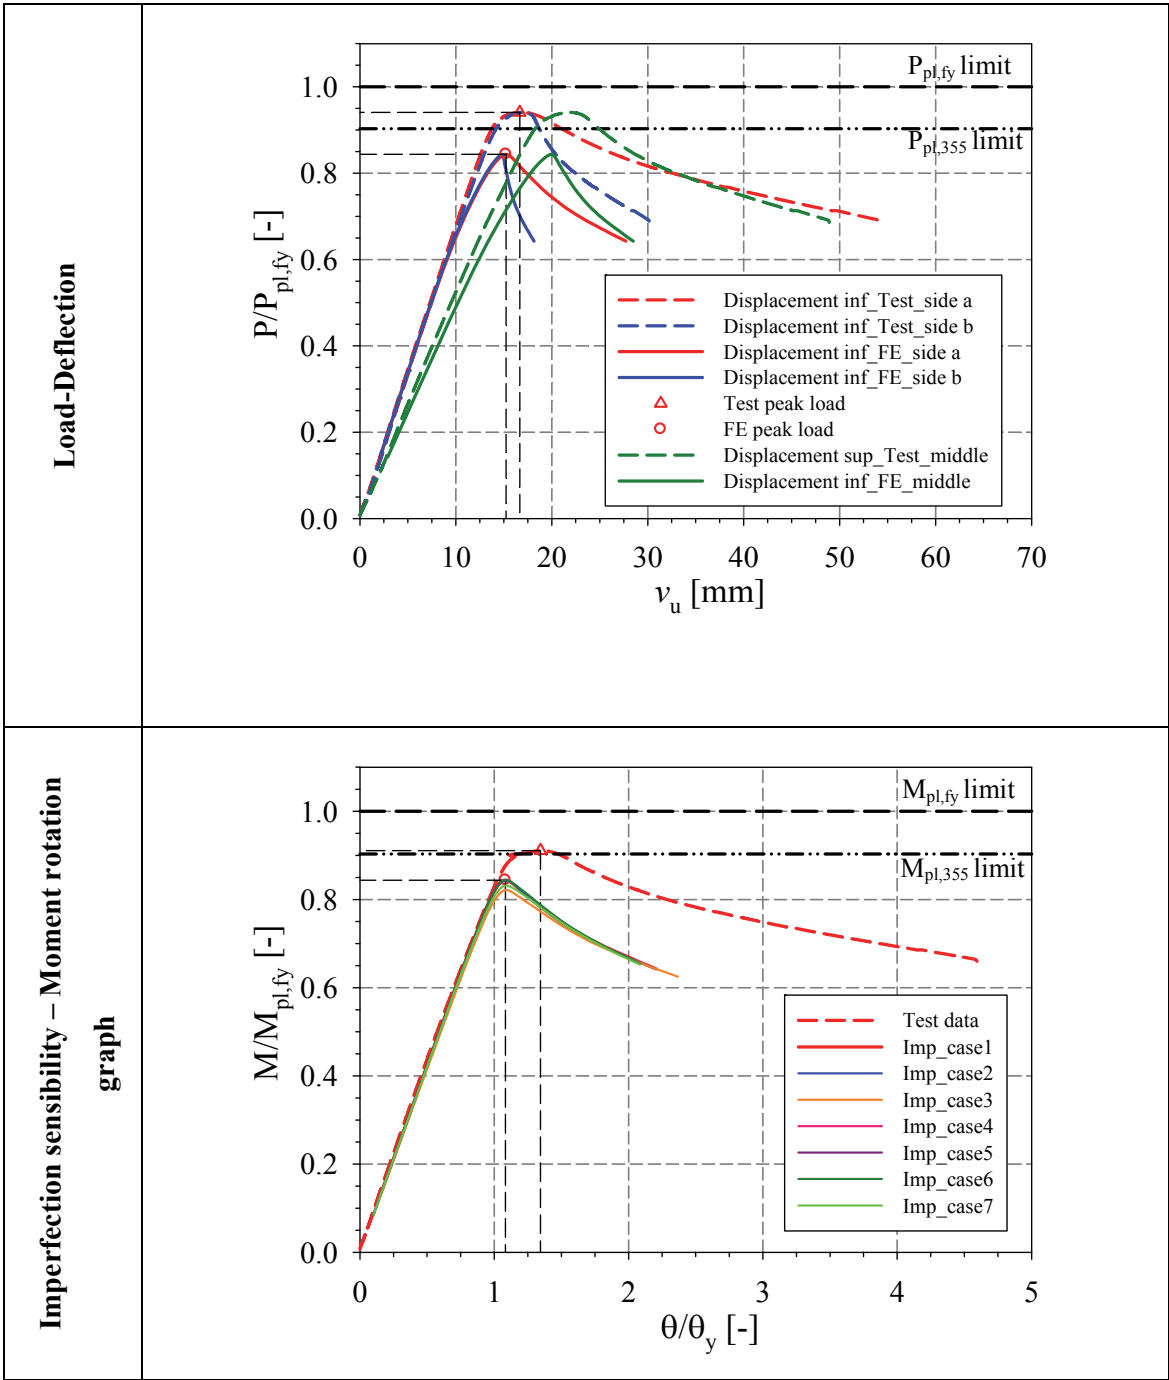 Load-Deflection
P/Ppl,fy [-]
1.0
0.8
0.6
0.4
0.2
0.0
Ppl,fy limit
Ppl,355 limit
Displacement inf_Test_side a
Displacement inf_Test_side b
Displacement inf_FE_side a
Displacement inf_FE_side b
Test peak load
FE peak load
Displacement sup_Test_middle
Displacement inf_FE_middle
0 10 20 30 40 50 60 70
vu [mm]
Imperfection sensibility – Moment rotation
graph
M/Mpl,fy [-]
1.0
0.8
0.6
0.4
0.2
0.0
Mpl,fy limit
Mpl,355 limit
Test data
Imp_case1
Imp_case2
Imp_case3
Imp_case4
Imp_case5
Imp_case6
Imp_case7
0 1 2 3 4 5
θ/θy [-]